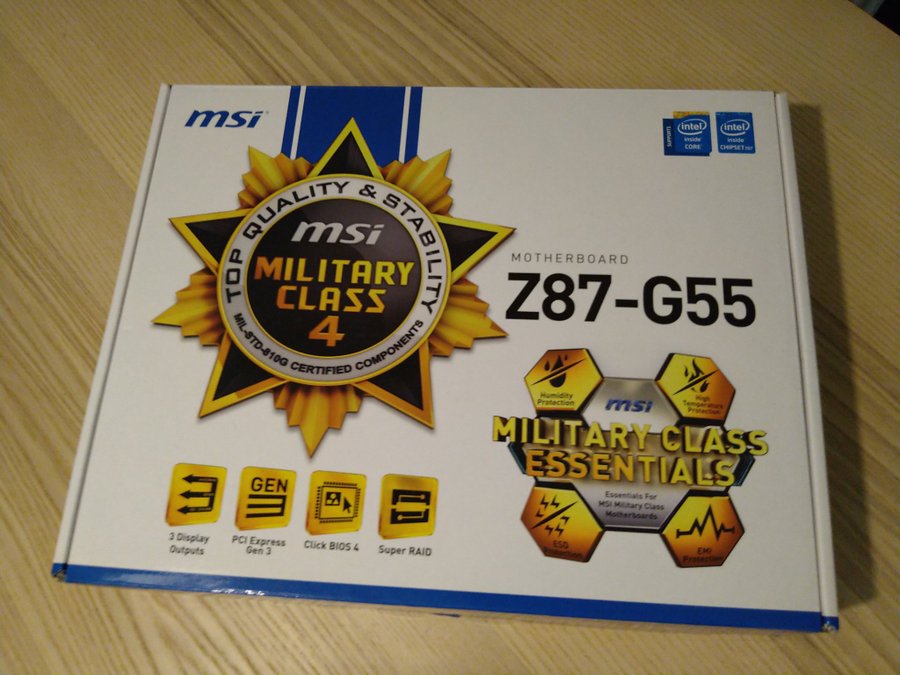 msi
SUPPORTS
intel
inside
CORE
intel
inside
CHIPSET Z87
TOP QUALITY & STABILITY
msi
MILITARY
CLASS
4
MIL-STD-810G CERTIFIED COMPONENTS
MOTHERBOARD
Z87-G55
Humidity
Protection
High
Temperature
Protection
msi
MILITARY CLASS
ESSENTIALS
Essentials For
MSI Military Class
Motherboards
ESD
Protection
EMI
Protection
GEN
3 Display
Outputs
PCI Express
Gen 3
Click BIOS 4
Super RAID